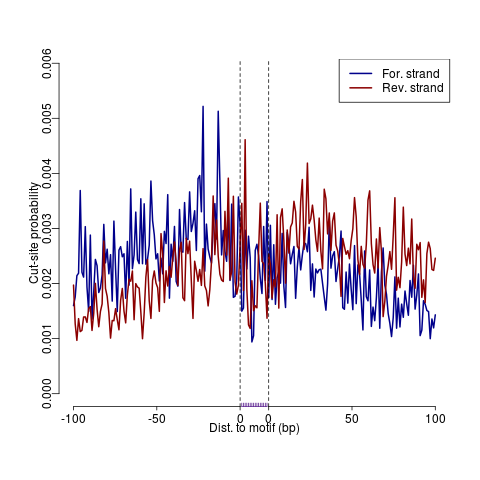 For. strand
Rev. strand
Cut-site probability
0.006
0.005
0.004
0.003
0.002
0.001
0.000
-100 -50 0 0 50 100
Dist. to motif (bp)